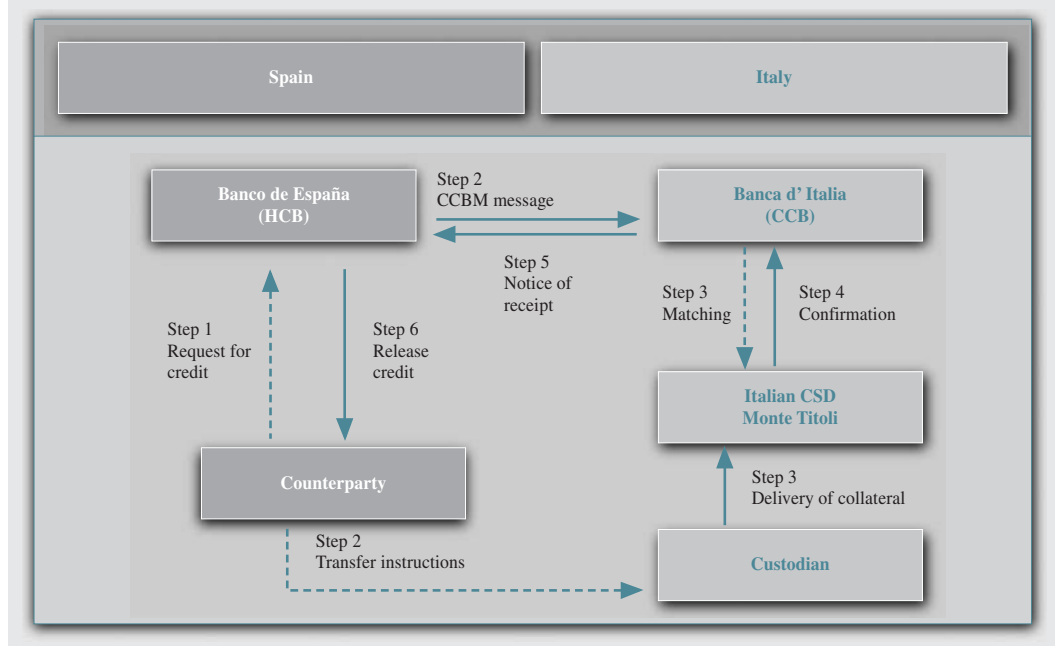 Spain
Italy
Banco de España
(HCB)
Step 2
CCBM message
Banca d' Italia
(CCB)
Step 5
Notice of
receipt
Step 3
Matching
Step 4
Confirmation
Step 1
Request for
credit
Step 6
Release
credit
Italian CSD
Monte Titoli
Counterparty
Step 3
Delivery of collateral
Step 2
Transfer instructions
Custodian